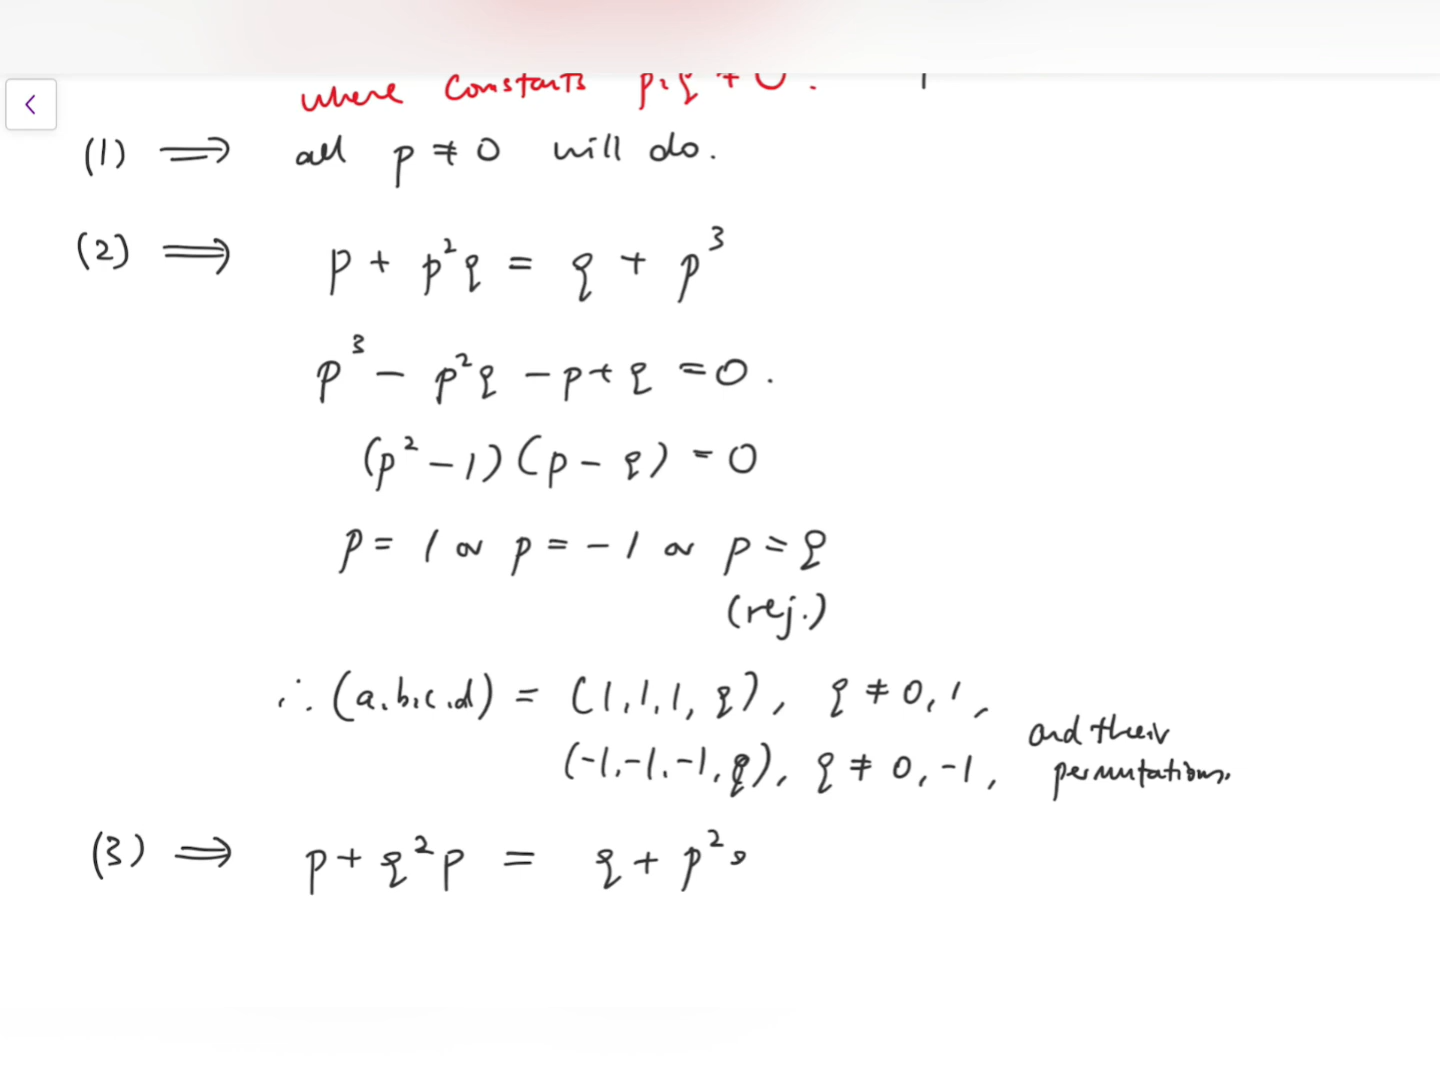 where constants p, q ≠ 0.
(1) ⟹ all p ≠ 0 will do.
(2) ⟹ p + p²q = q + p³
p³ − p²q − p + q = 0.
(p² − 1)(p − q) = 0
p = 1 or p = −1 or p = q
(rej.)
∴ (a,b,c,d) = (1,1,1,q), q ≠ 0,1,
(−1,−1,−1,q), q ≠ 0,−1, and their permutations.
(3) ⟹ p + q²p = q + p²